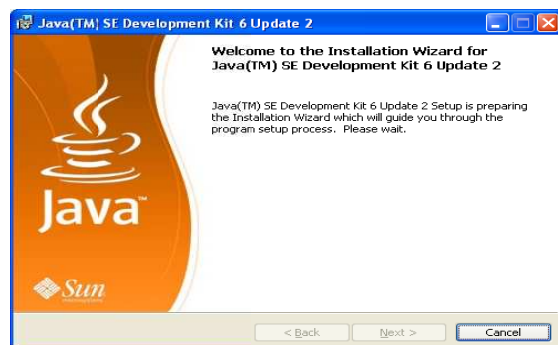 Java(TM) SE Development Kit 6 Update 2
Welcome to the Installation Wizard for
Java(TM) SE Development Kit 6 Update 2
Java(TM) SE Development Kit 6 Update 2 Setup is preparing
the Installation Wizard which will guide you through the
program setup process. Please wait.
Java™
Sun
< Back
Next >
Cancel